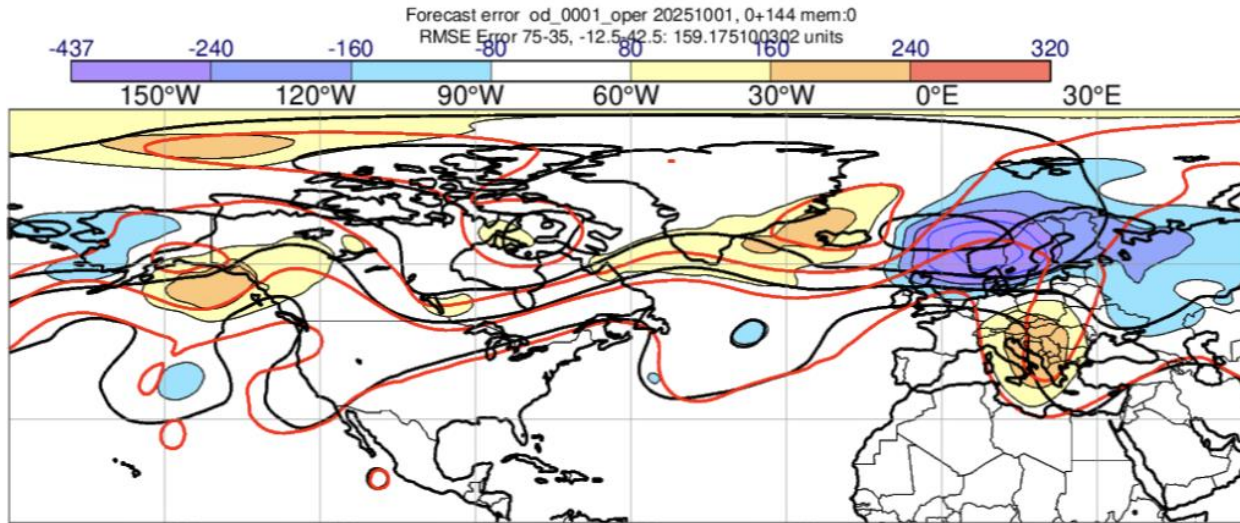 Forecast error od_0001_oper 20251001, 0+144 mem:0
RMSE Error 75-35, -12.5-42.5: 159.175100302 units
-437 -240 -160 -80 80 160 240 320
150°W 120°W 90°W 60°W 30°W 0°E 30°E